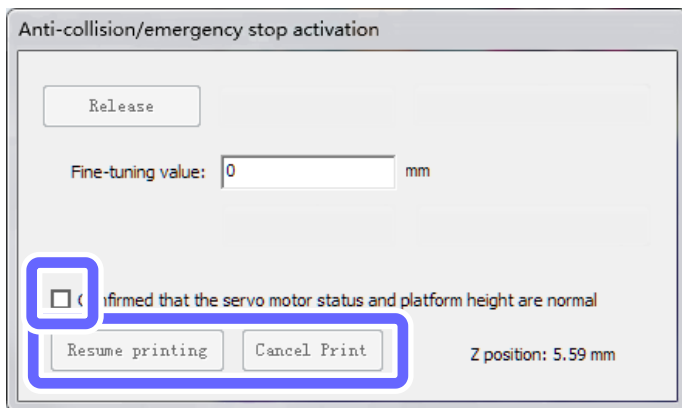 Anti-collision/emergency stop activation
Release
Fine-tuning value: 0 mm
nfirmed that the servo motor status and platform height are normal
Resume printing Cancel Print Z position: 5.59 mm